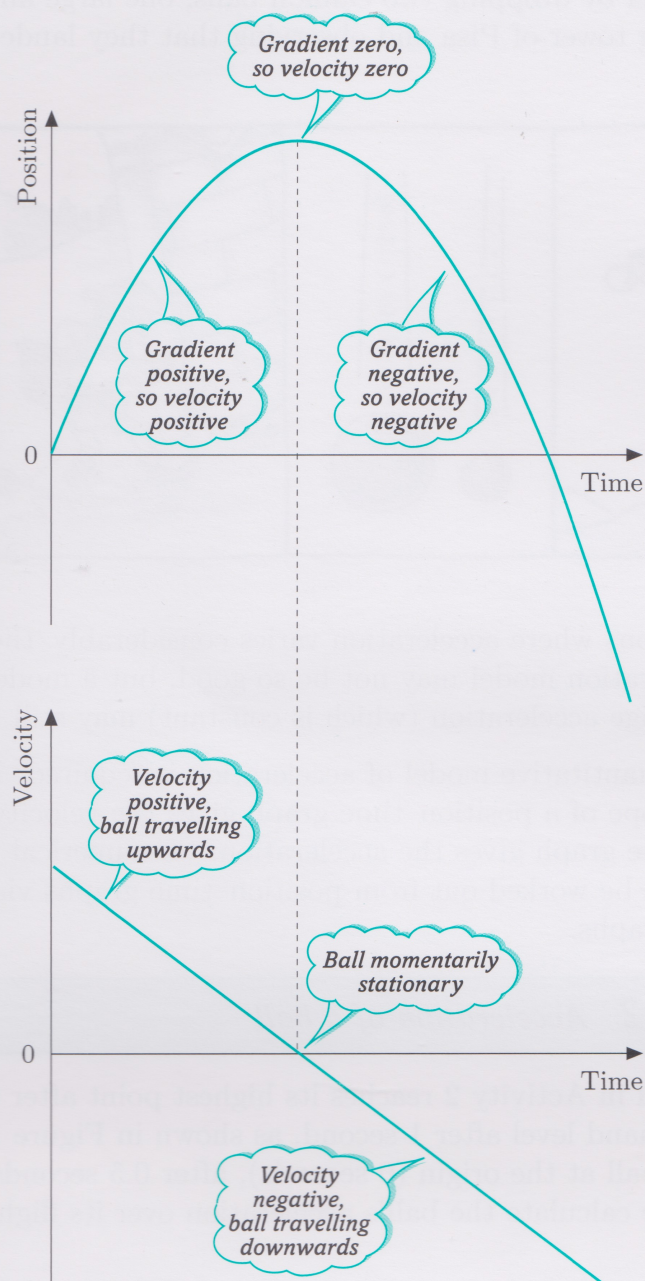 Gradient zero,
so velocity zero
Position
Gradient
positive,
so velocity
positive
Gradient
negative,
so velocity
negative
0
Time
Velocity
Velocity
positive,
ball travelling
upwards
Ball momentarily
stationary
0
Time
Velocity
negative,
ball travelling
downwards